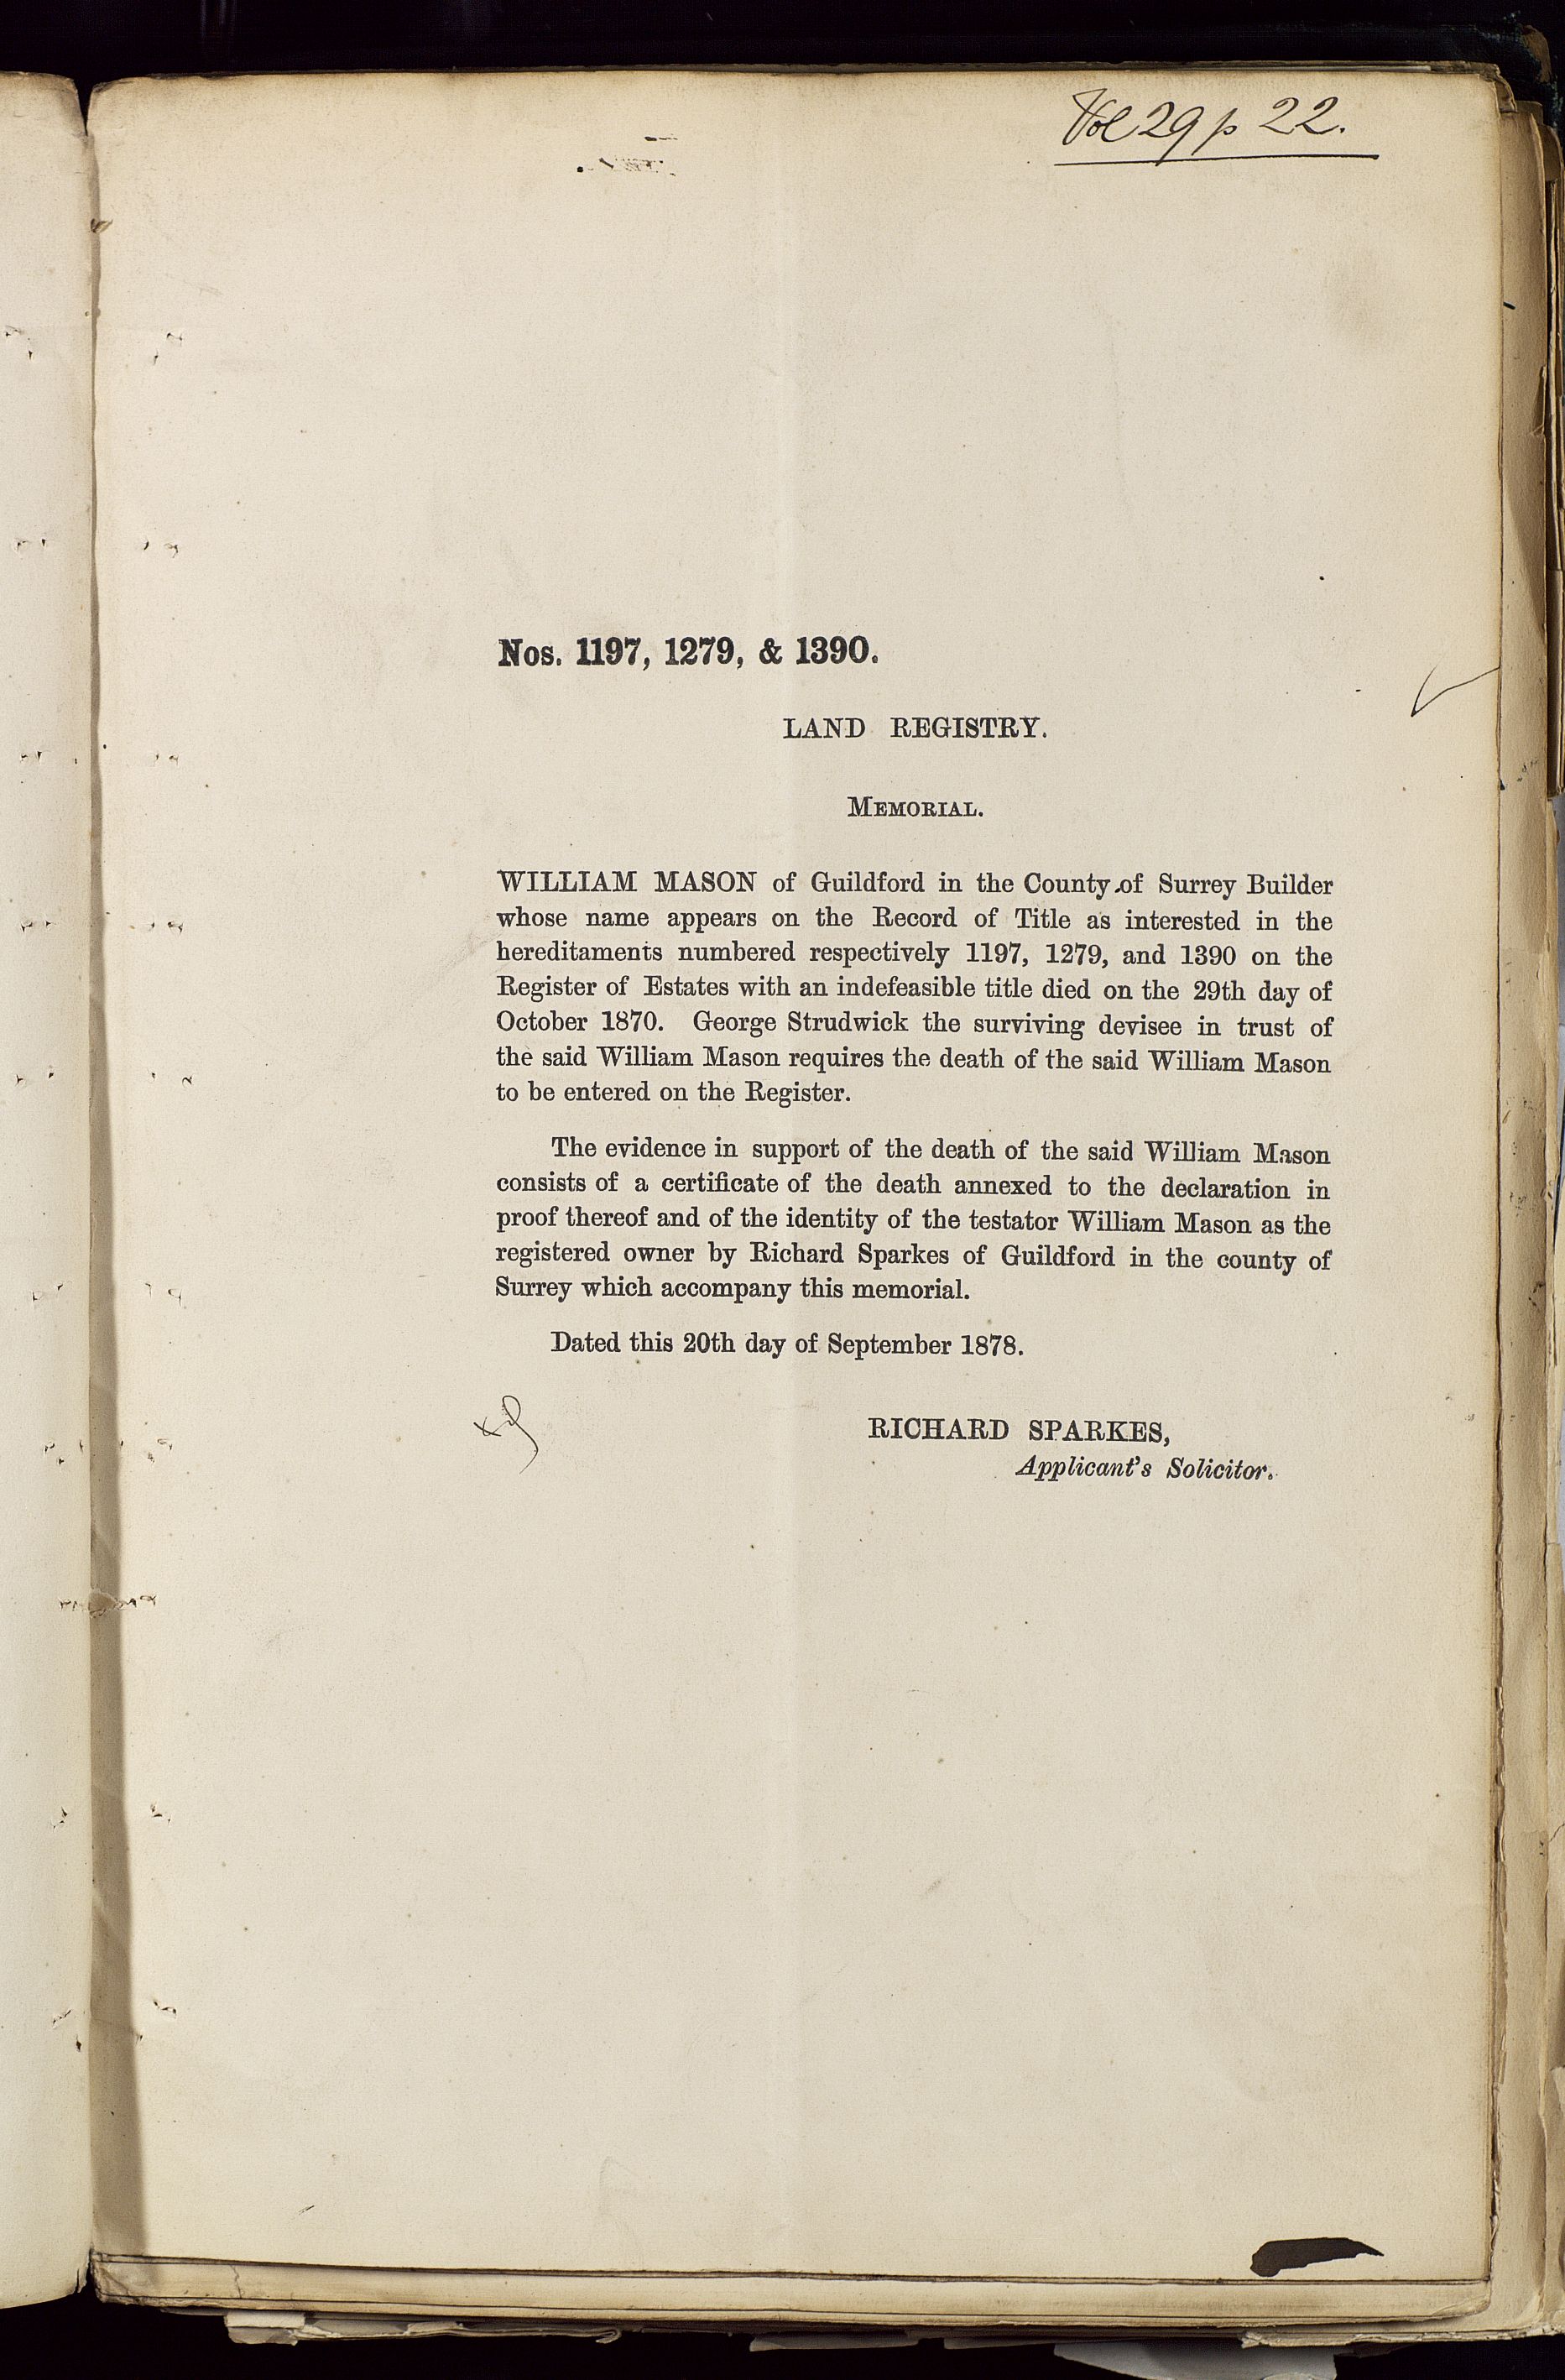 Vol 29 p 22.
Nos. 1197, 1279, & 1390.
LAND REGISTRY.
MEMORIAL.
WILLIAM MASON of Guildford in the County of Surrey Builder
whose name appears on the Record of Title as interested in the
hereditaments numbered respectively 1197, 1279, and 1390 on the
Register of Estates with an indefeasible title died on the 29th day of
October 1870. George Strudwick the surviving devisee in trust of
the said William Mason requires the death of the said William Mason
to be entered on the Register.
The evidence in support of the death of the said William Mason
consists of a certificate of the death annexed to the declaration in
proof thereof and of the identity of the testator William Mason as the
registered owner by Richard Sparkes of Guildford in the county of
Surrey which accompany this memorial.
Dated this 20th day of September 1878.
RICHARD SPARKES,
Applicant's Solicitor.